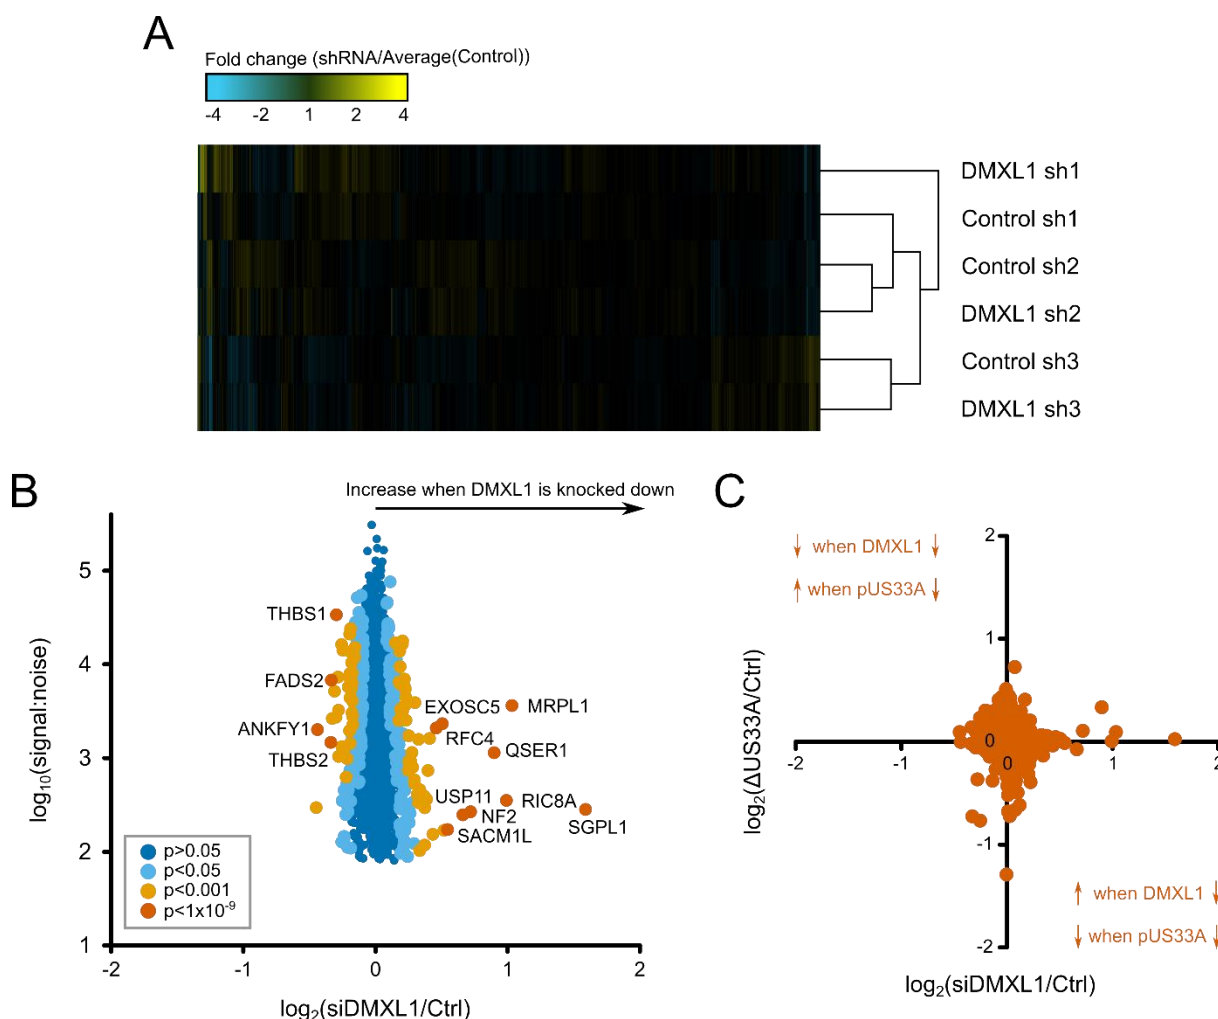 A
Fold change (shRNA/Average(Control))
-4 -2 1 2 4
DMXL1 sh1
Control sh1
Control sh2
DMXL1 sh2
Control sh3
DMXL1 sh3
B
Increase when DMXL1 is knocked down
log10(signal:noise)
5
4
3
2
1
THBS1
FADS2
ANKFY1
THBS2
EXOSC5
MRPL1
RFC4
QSER1
USP11
RIC8A
NF2
SGPL1
SACM1L
p>0.05
p<0.05
p<0.001
p<1x10-9
-2 -1 0 1 2
log2(siDMXL1/Ctrl)
C
↓ when DMXL1 ↓
↑ when pUS33A ↓
log2(ΔUS33A/Ctrl)
2
1
0
-1
-2
-2 -1 0 1 2
↑ when DMXL1 ↓
↓ when pUS33A ↓
log2(siDMXL1/Ctrl)